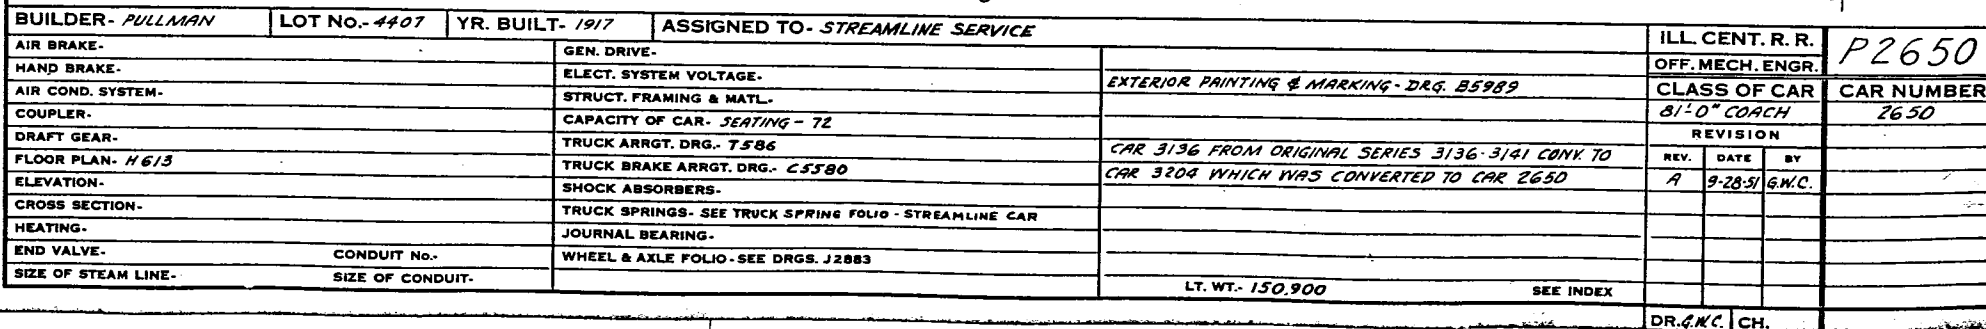 BUILDER- PULLMAN LOT No.- 4407 YR. BUILT- 1917 ASSIGNED TO- STREAMLINE SERVICE
AIR BRAKE-
HAND BRAKE-
AIR COND. SYSTEM-
COUPLER-
DRAFT GEAR-
FLOOR PLAN- H613
ELEVATION-
CROSS SECTION-
HEATING-
END VALVE- CONDUIT No.-
SIZE OF STEAM LINE- SIZE OF CONDUIT-
GEN. DRIVE-
ELECT. SYSTEM VOLTAGE-
STRUCT. FRAMING & MATL.-
CAPACITY OF CAR- SEATING - 72
TRUCK ARRGT. DRG.- T586
TRUCK BRAKE ARRGT. DRG.- C5580
SHOCK ABSORBERS-
TRUCK SPRINGS- SEE TRUCK SPRING FOLIO - STREAMLINE CAR
JOURNAL BEARING-
WHEEL & AXLE FOLIO - SEE DRGS. J2883
EXTERIOR PAINTING & MARKING - DRG. B5989
CAR 3136 FROM ORIGINAL SERIES 3136-3141 CONV. TO
CAR 3204 WHICH WAS CONVERTED TO CAR 2650
LT. WT.- 150,900 SEE INDEX
ILL. CENT. R. R.
OFF. MECH. ENGR.
P2650
CLASS OF CAR CAR NUMBER
81'-0" COACH 2650
REVISION
REV. DATE BY
A 9-28-51 G.W.C.
DR. G.W.C. CH.